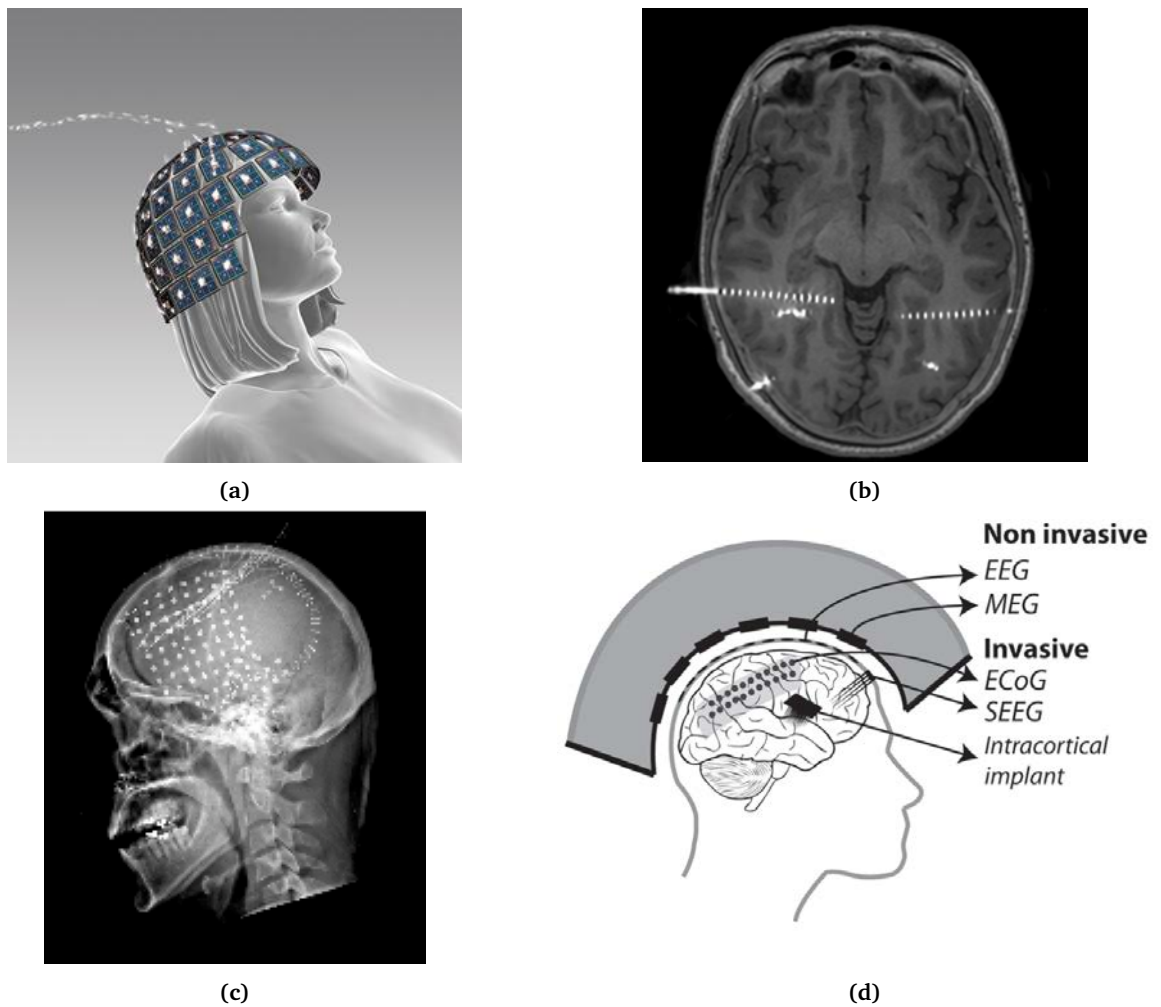 (a)
(b)
Non invasive
EEG
MEG
Invasive
ECoG
SEEG
Intracortical
implant
(c)
(d)